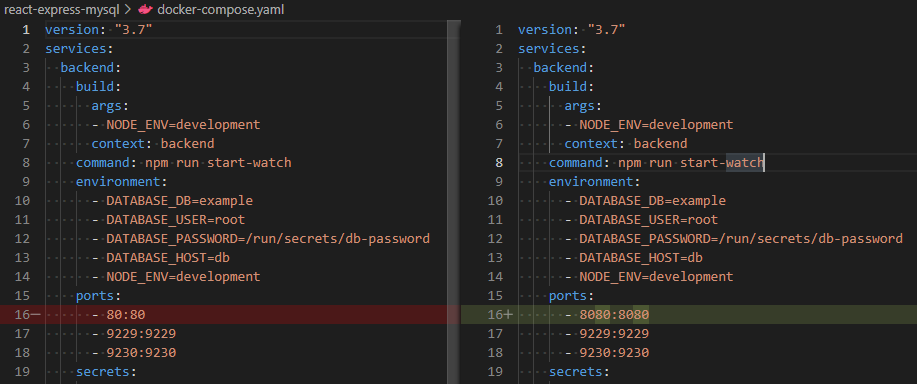 react-express-mysql > docker-compose.yaml
1 version: "3.7"
2 services:
3 backend:
4 build:
5 args:
6 - NODE_ENV=development
7 context: backend
8 command: npm run start-watch
9 environment:
10 - DATABASE_DB=example
11 - DATABASE_USER=root
12 - DATABASE_PASSWORD=/run/secrets/db-password
13 - DATABASE_HOST=db
14 - NODE_ENV=development
15 ports:
16- - 80:80
17 - 9229:9229
18 - 9230:9230
19 secrets:
1 version: "3.7"
2 services:
3 backend:
4 build:
5 args:
6 - NODE_ENV=development
7 context: backend
8 command: npm run start-watch
9 environment:
10 - DATABASE_DB=example
11 - DATABASE_USER=root
12 - DATABASE_PASSWORD=/run/secrets/db-password
13 - DATABASE_HOST=db
14 - NODE_ENV=development
15 ports:
16+ - 8080:8080
17 - 9229:9229
18 - 9230:9230
19 secrets: